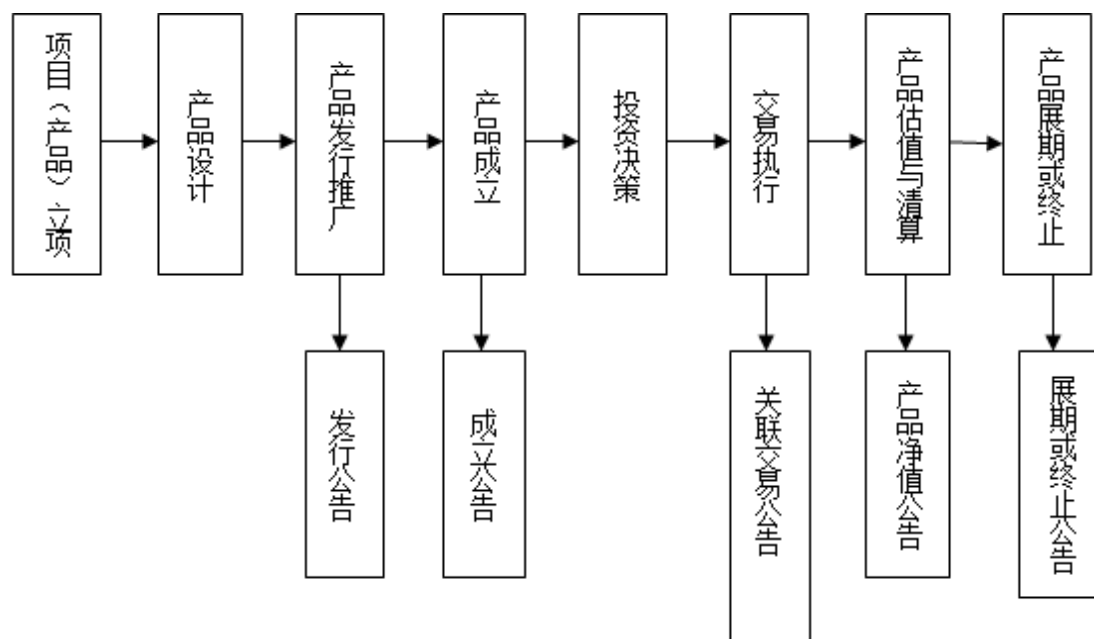 项目（产品）立项
产品设计
产品发行推广
产品成立
投资决策
交易执行
产品估值与清算
产品展期或终止
发行公告
成立公告
关联交易公告
产品净值公告
展期或终止公告